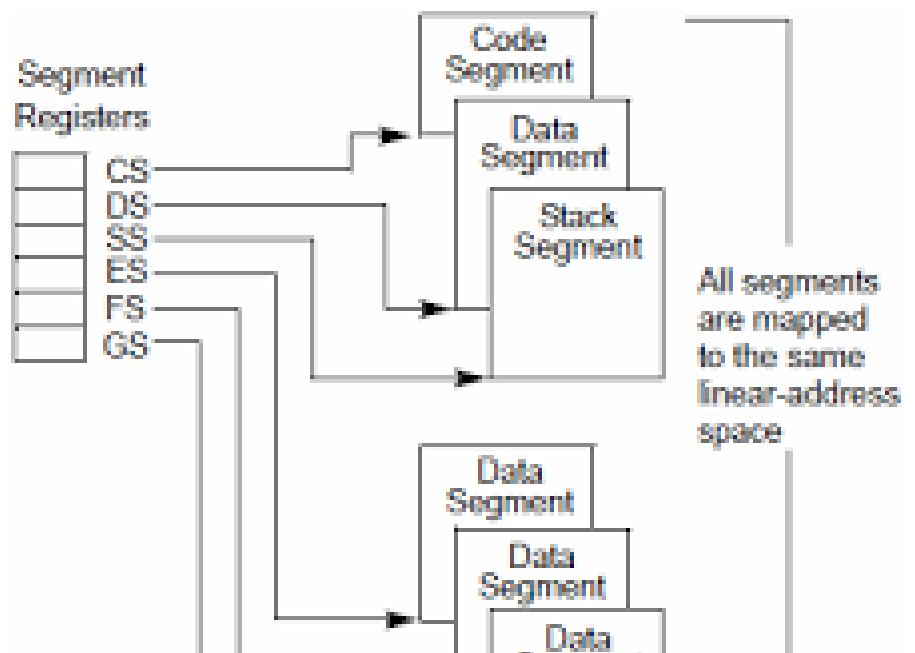 Segment
Registers
CS
DS
SS
ES
FS
GS
Code
Segment
Data
Segment
Stack
Segment
All segments
are mapped
to the same
linear-address
space
Data
Segment
Data
Segment
Data